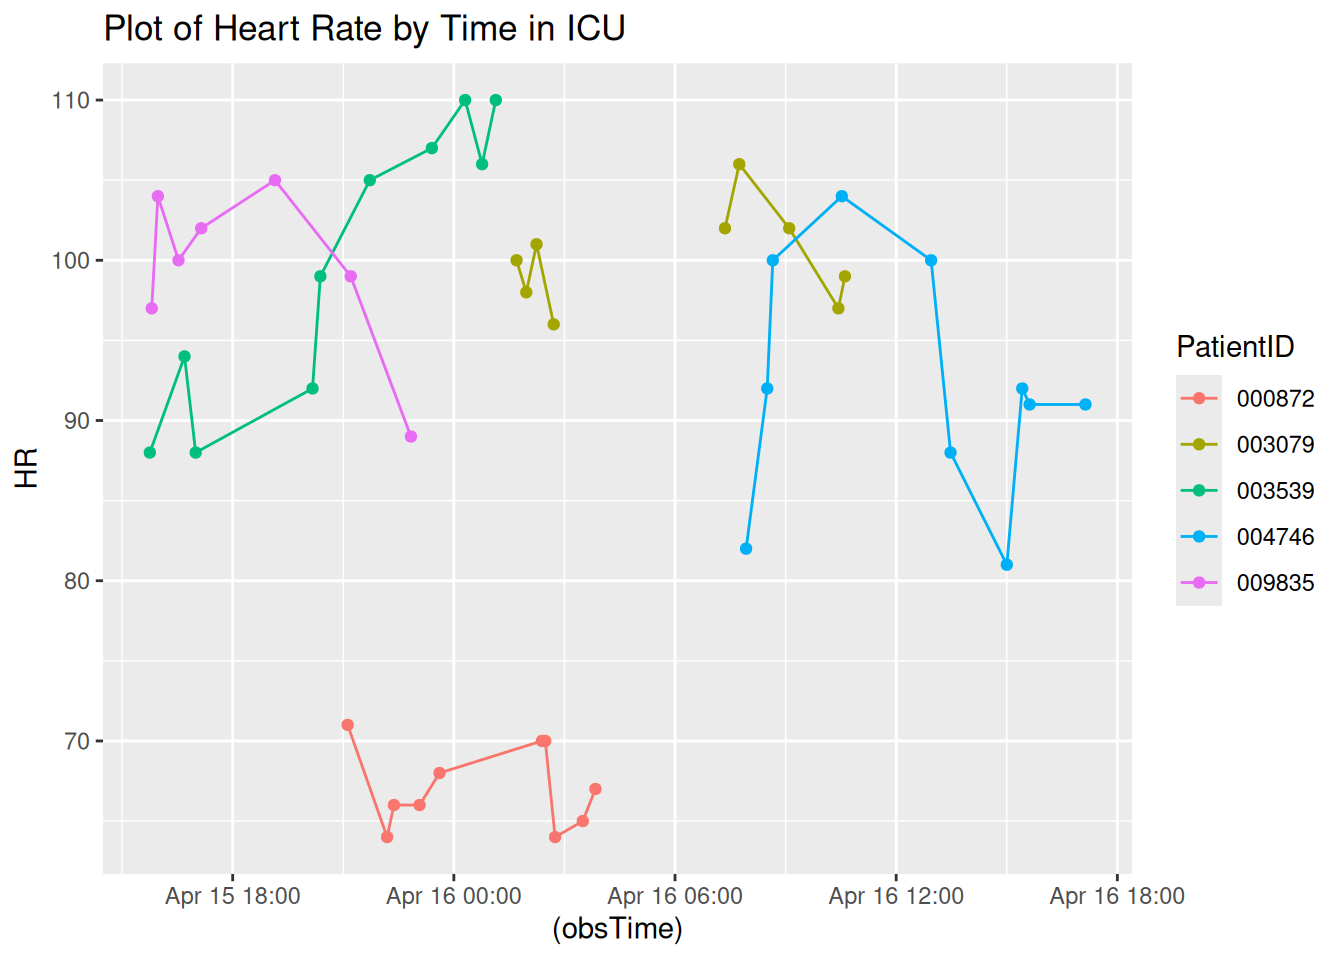 Plot of Heart Rate by Time in ICU
110
100
90
80
70
HR
Apr 15 18:00
Apr 16 00:00
Apr 16 06:00
Apr 16 12:00
Apr 16 18:00
(obsTime)
PatientID
000872
003079
003539
004746
009835